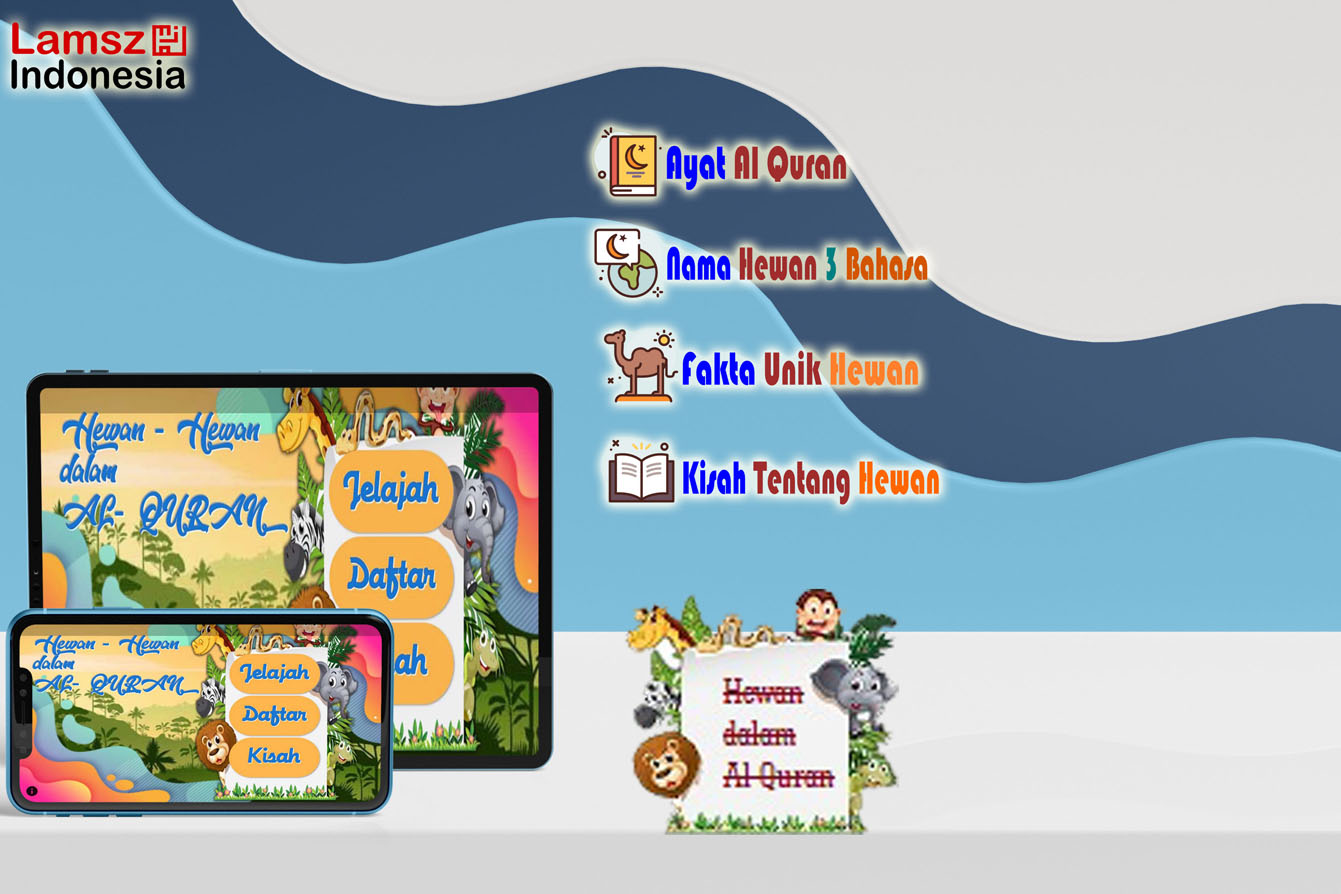 Lamsz
Indonesia
Ayat Al Quran
Nama Hewan 3 Bahasa
Fakta Unik Hewan
Kisah Tentang Hewan
Hewan - Hewan
dalam
AL- QURAN
Jelajah
Daftar
ah
Hewan - Hewan
dalam
AL- QURAN
Jelajah
Daftar
Kisah
Hewan
dalam
Al Quran